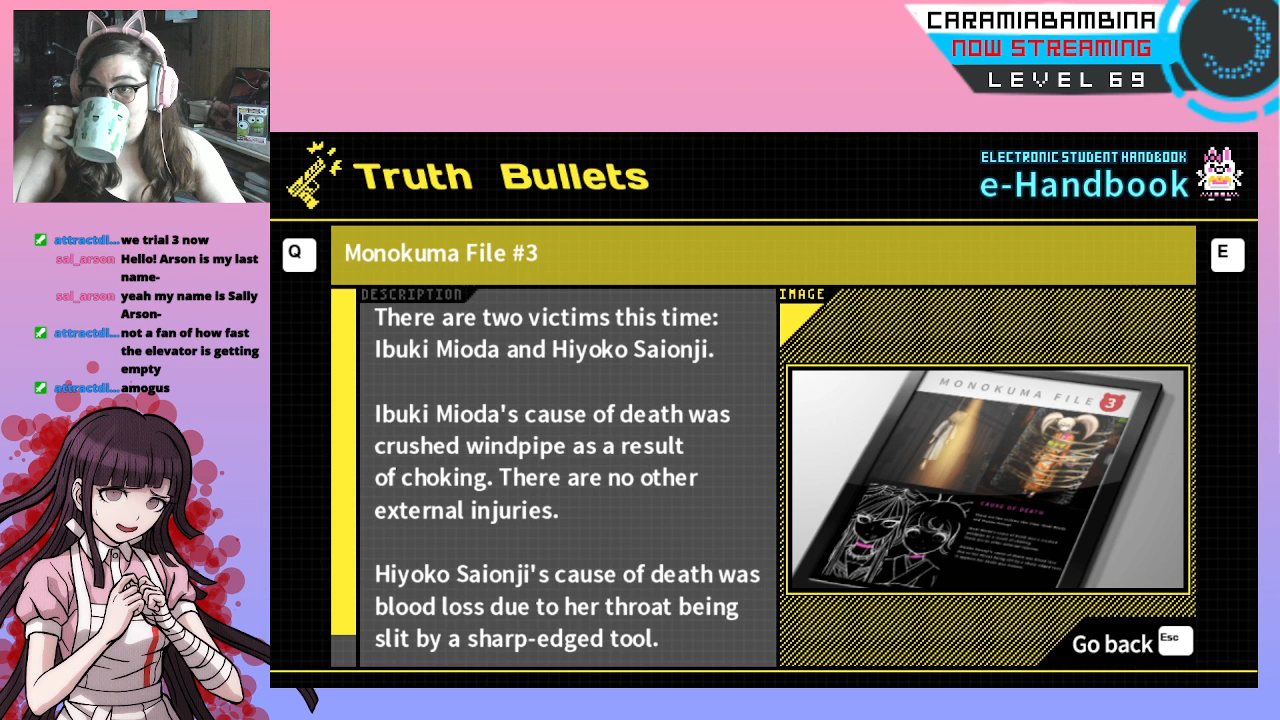 CARAMIABAMBINA
NOW STREAMING
LEVEL 69
attractdl... we trial 3 now
sal_arson Hello! Arson is my last
name-
sal_arson yeah my name is Sally
Arson-
attractdl... not a fan of how fast
the elevator is getting
empty
attractdl... amogus
Truth Bullets
ELECTRONIC STUDENT HANDBOOK
e-Handbook
Q
Monokuma File #3
E
DESCRIPTION
There are two victims this time:
Ibuki Mioda and Hiyoko Saionji.
Ibuki Mioda's cause of death was
crushed windpipe as a result
of choking. There are no other
external injuries.
Hiyoko Saionji's cause of death was
blood loss due to her throat being
slit by a sharp-edged tool.
IMAGE
MONOKUMA FILE 3
CAUSE OF DEATH
Go back Esc